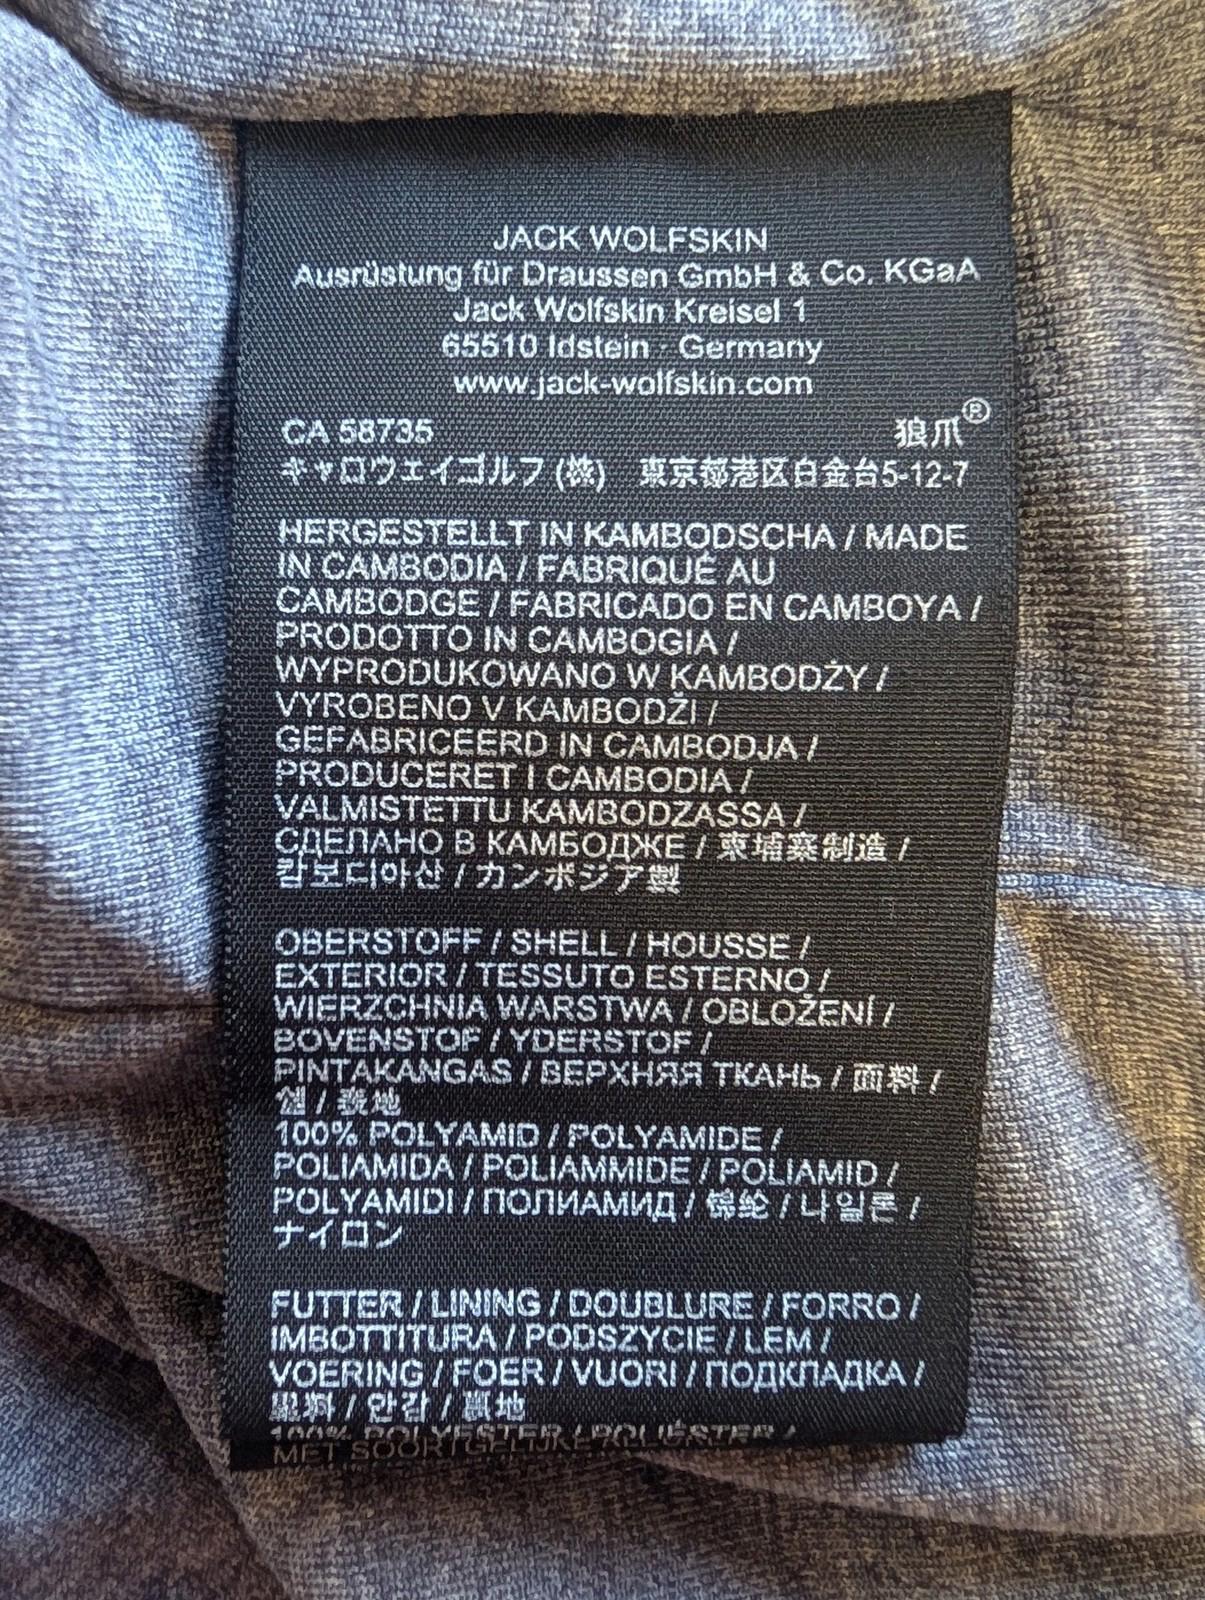 JACK WOLFSKIN
Ausrüstung für Draussen GmbH & Co. KGaA
Jack Wolfskin Kreisel 1
65510 Idstein - Germany
www.jack-wolfskin.com
CA 58735 狼爪®
キャロウェイゴルフ (株) 東京都港区白金台5-12-7
HERGESTELLT IN KAMBODSCHA / MADE
IN CAMBODIA / FABRIQUÉ AU
CAMBODGE / FABRICADO EN CAMBOYA /
PRODOTTO IN CAMBOGIA /
WYPRODUKOWANO W KAMBODŻY /
VYROBENO V KAMBODŽI /
GEFABRICEERD IN CAMBODJA /
PRODUCERET I CAMBODIA /
VALMISTETTU KAMBODZASSA /
СДЕЛАНО В КАМБОДЖЕ / 柬埔寨制造 /
캄보디아산 / カンボジア製
OBERSTOFF / SHELL / HOUSSE /
EXTERIOR / TESSUTO ESTERNO /
WIERZCHNIA WARSTWA / OBLOŽENÍ /
BOVENSTOF / YDERSTOF /
PINTAKANGAS / ВЕРХНЯЯ ТКАНЬ / 面料 /
쉘 / 表地
100% POLYAMID / POLYAMIDE /
POLIAMIDA / POLIAMMIDE / POLIAMID /
POLYAMIDI / ПОЛИАМИД / 锦纶 / 나일론 /
ナイロン
FUTTER / LINING / DOUBLURE / FORRO /
IMBOTTITURA / PODSZYCIE / LEM /
VOERING / FOER / VUORI / ПОДКЛАДКА /
里料 / 안감 / 裏地
100% POLYESTER / POLIÉSTER /
MET SOORTGELIJKE